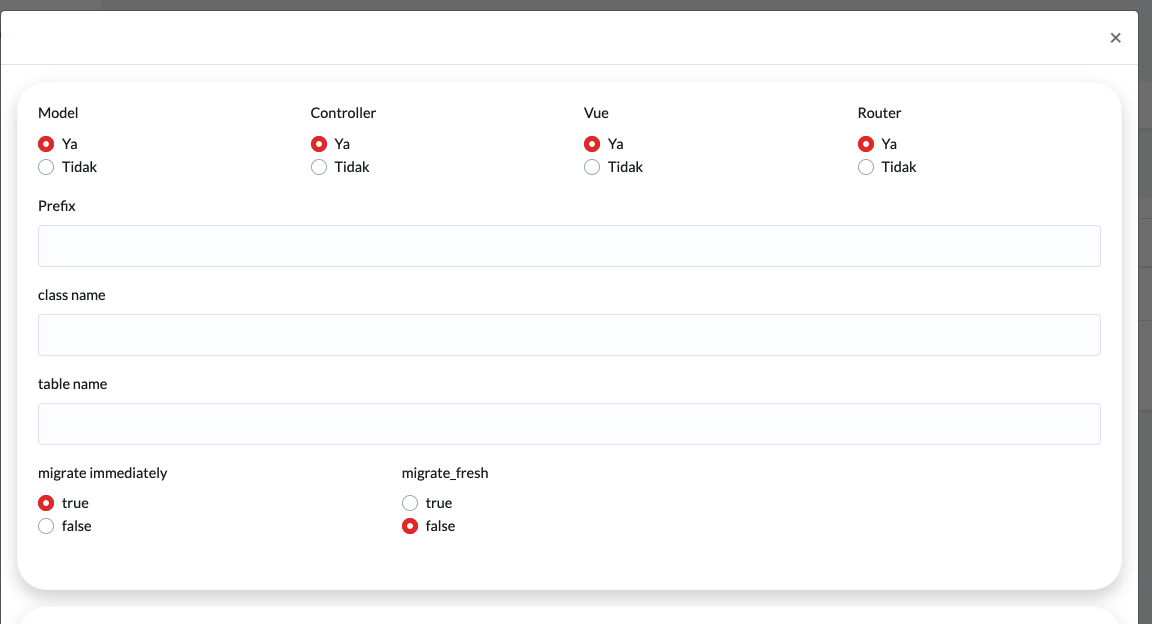 Model Controller Vue Router
Ya Ya Ya Ya
Tidak Tidak Tidak Tidak
Prefix
class name
table name
migrate immediately migrate_fresh
true true
false false